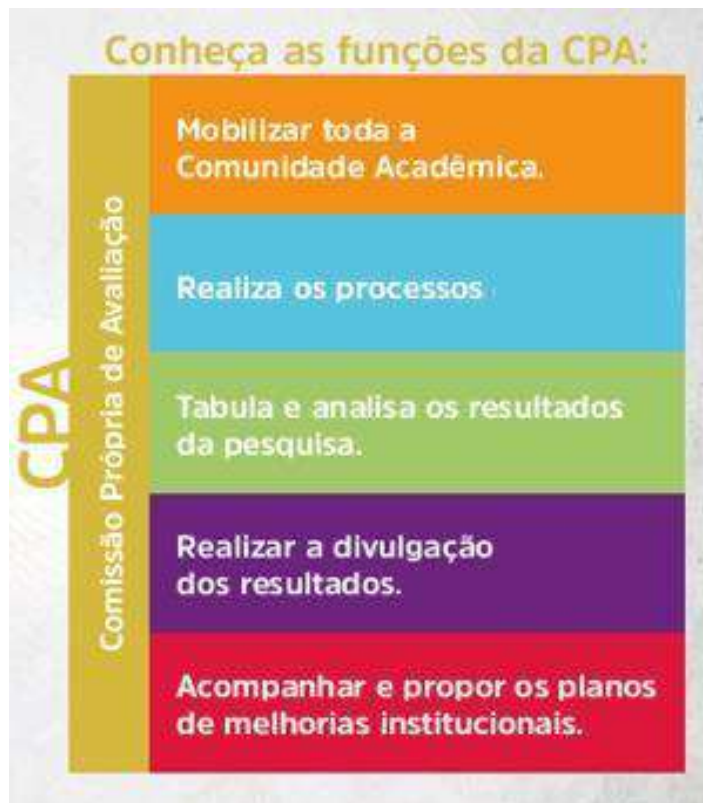 Conheça as funções da CPA:
CPA
Comissão Própria de Avaliação
Mobilizar toda a
Comunidade Acadêmica.
Realiza os processos
Tabula e analisa os resultados
da pesquisa.
Realizar a divulgação
dos resultados.
Acompanhar e propor os planos
de melhorias institucionais.